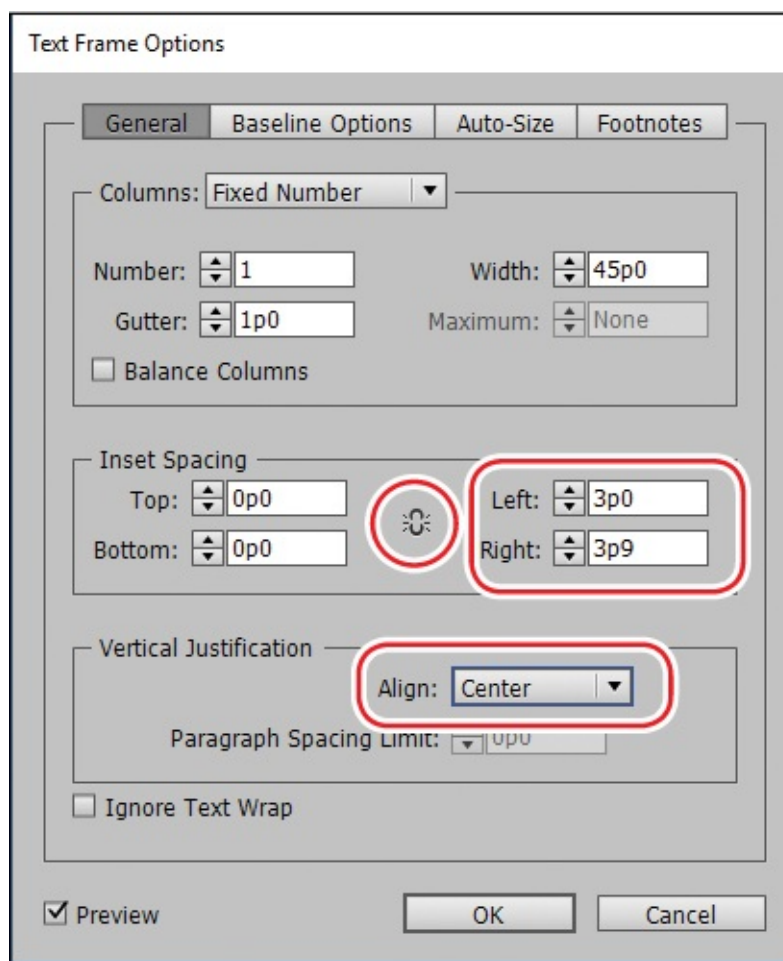 Text Frame Options
General Baseline Options Auto-Size Footnotes
Columns: Fixed Number
Number: 1 Width: 45p0
Gutter: 1p0 Maximum: None
Balance Columns
Inset Spacing
Top: 0p0 Left: 3p0
Bottom: 0p0 Right: 3p9
Vertical Justification
Align: Center
Paragraph Spacing Limit: 0p0
Ignore Text Wrap
Preview OK Cancel